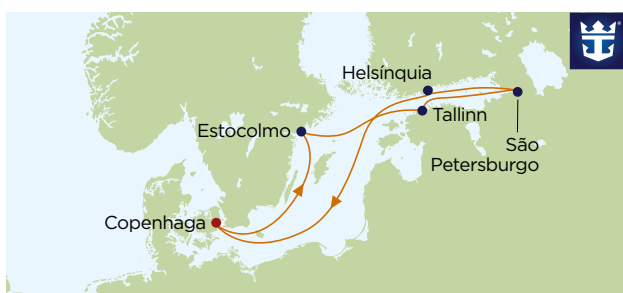 Helsínquia
Tallinn
Estocolmo
São
Petersburgo
Copenhaga